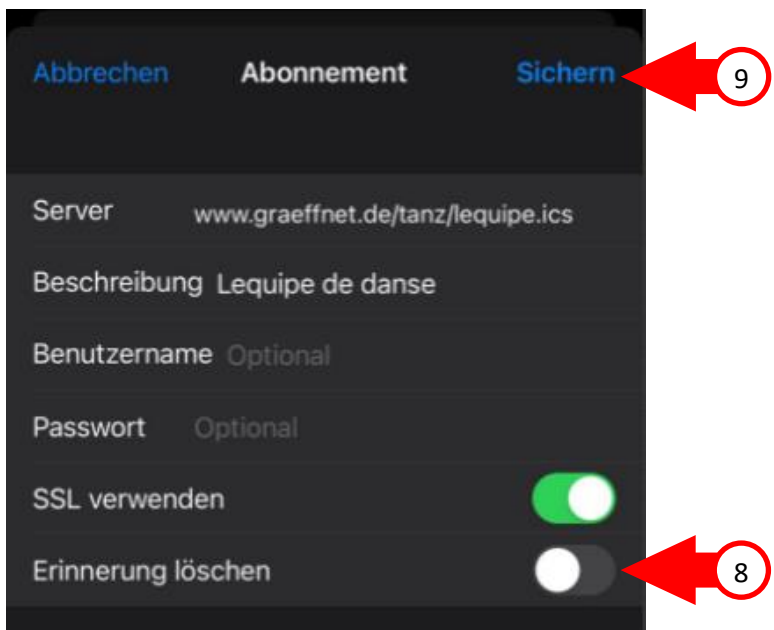 Abbrechen Abonnement Sichern 9
Server www.graeffnet.de/tanz/lequipe.ics
Beschreibung Lequipe de danse
Benutzername Optional
Passwort Optional
SSL verwenden
Erinnerung löschen 8